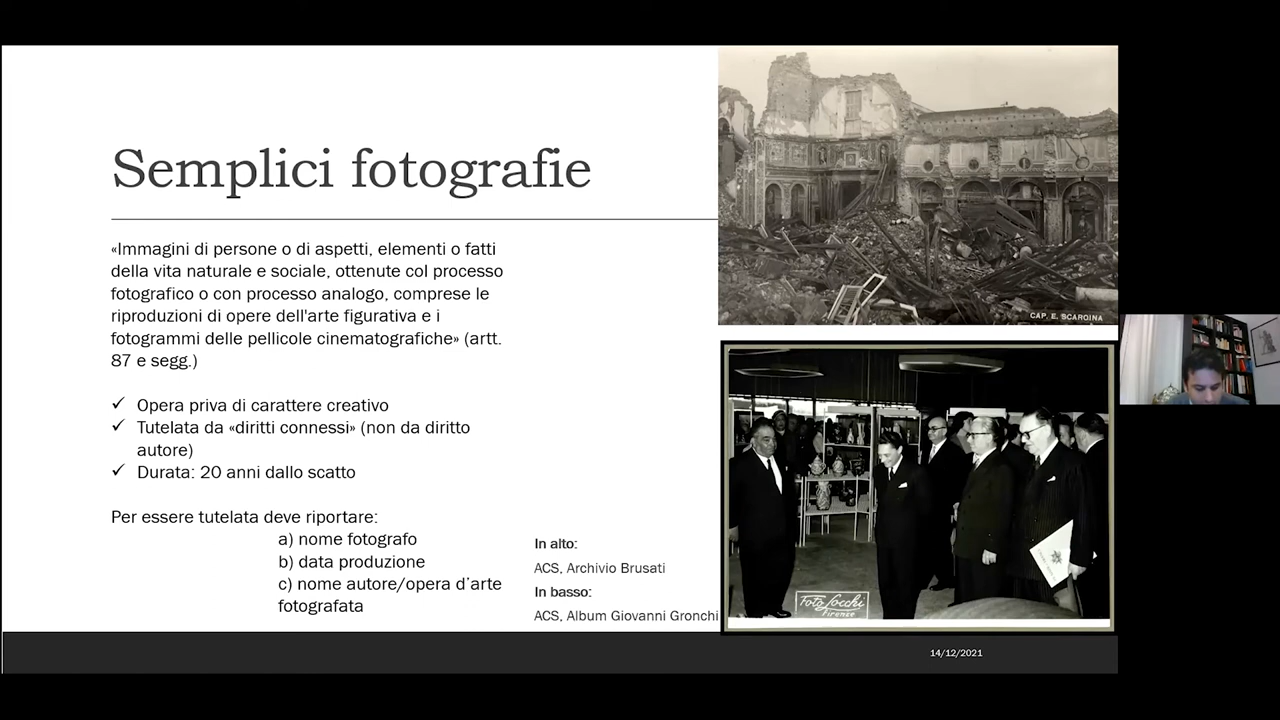 Semplici fotografie
«Immagini di persone o di aspetti, elementi o fatti
della vita naturale e sociale, ottenute col processo
fotografico o con processo analogo, comprese le
riproduzioni di opere dell'arte figurativa e i
fotogrammi delle pellicole cinematografiche» (artt.
87 e segg.)
✓ Opera priva di carattere creativo
✓ Tutelata da «diritti connessi» (non da diritto
autore)
✓ Durata: 20 anni dallo scatto
Per essere tutelata deve riportare:
a) nome fotografo
b) data produzione
c) nome autore/opera d’arte
fotografata
In alto:
ACS, Archivio Brusati
In basso:
ACS, Album Giovanni Gronchi
CAP. E. SCAROINA
Foto Locchi
Firenze
14/12/2021